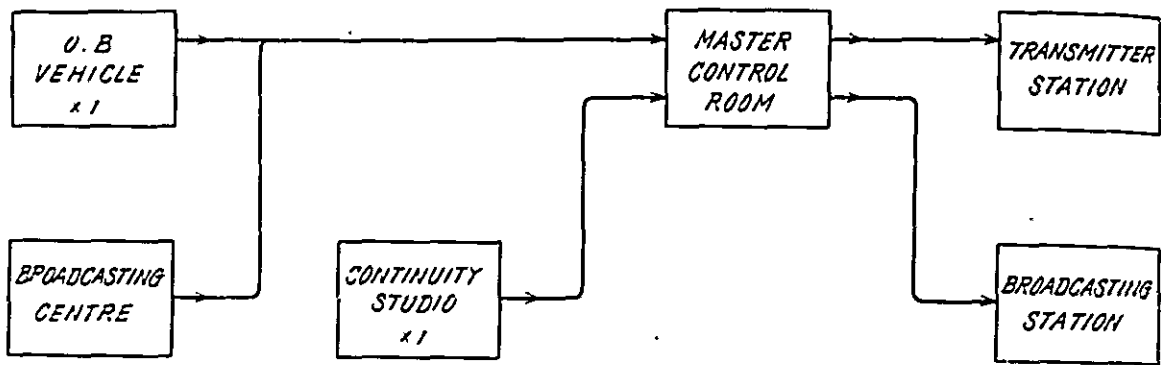 O.B
VEHICLE
x 1
MASTER
CONTROL
ROOM
TRANSMITTER
STATION
BROADCASTING
CENTRE
CONTINUITY
STUDIO
x 1
BROADCASTING
STATION